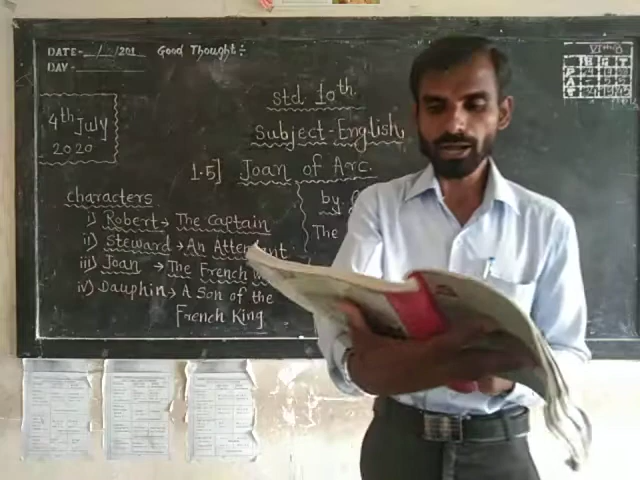 DATE- / /201 Good Thought:-
DAY-
VIIIth
B G T
P
A
T
4th July
2020
Std 10th
Subject-English
1.5] Joan of Arc
by.
The
characters
i) Robert → The Captain
ii) Steward → An Attendant
iii) Joan → The French
iv) Dauphin → A Son of the
French King